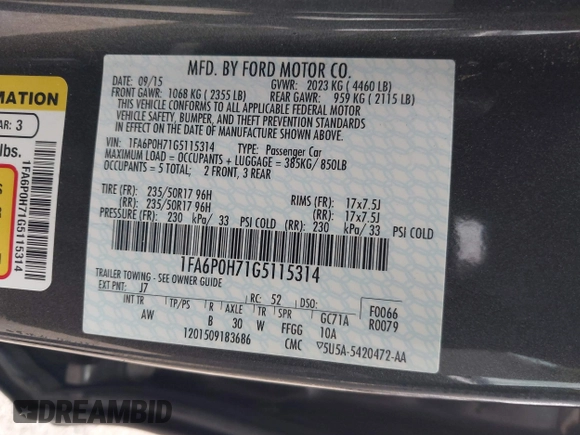 MFD. BY FORD MOTOR CO.
DATE: 09/15 GVWR: 2023 KG ( 4460 LB)
FRONT GAWR: 1068 KG ( 2355 LB) REAR GAWR: 959 KG ( 2115 LB)
THIS VEHICLE CONFORMS TO ALL APPLICABLE FEDERAL MOTOR
VEHICLE SAFETY, BUMPER, AND THEFT PREVENTION STANDARDS
IN EFFECT ON THE DATE OF MANUFACTURE SHOWN ABOVE.
VIN: 1FA6P0H71G5115314 TYPE: Passenger Car
MAXIMUM LOAD = OCCUPANTS + LUGGAGE = 385KG/ 850LB
OCCUPANTS = 5 TOTAL; 2 FRONT, 3 REAR
TIRE (FR): 235/50R17 96H RIMS (FR): 17x7.5J
(RR): 235/50R17 96H (RR): 17x7.5J
PRESSURE (FR): 230 kPa/ 33 PSI COLD (RR): 230 kPa/ 33 PSI COLD
1FA6P0H71G5115314
TRAILER TOWING - SEE OWNER GUIDE
EXT PNT: J7 RC: 52 DSO: F0066
INT TR TP/PS R AXLE TR SPR GC71A R0079
AW B 30 W FFGG 10A
1201509183686 CMC 5U5A-5420472-AA
MATION
AR: 3
lbs.
1FA6P0H71G5115314
DREAMBID